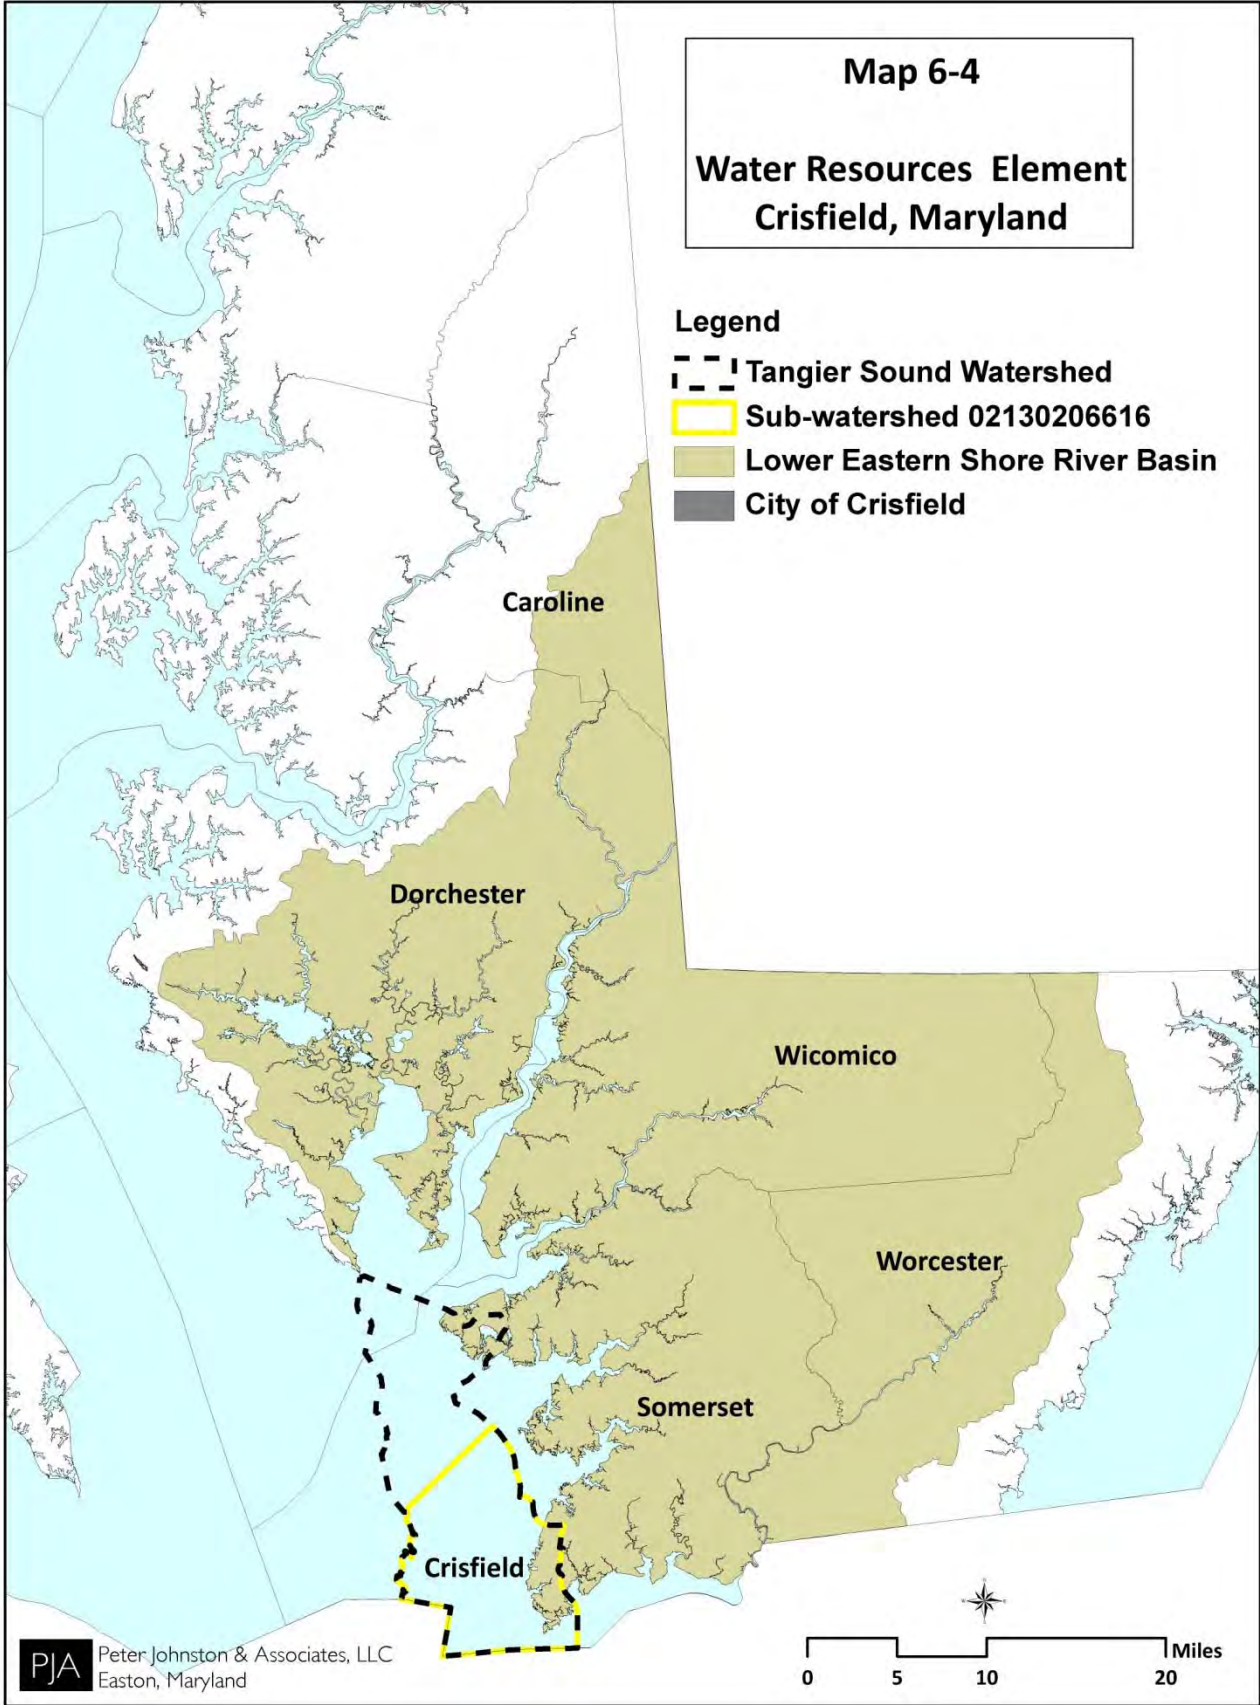 Map 6-4
Water Resources Element
Crisfield, Maryland
Legend
Tangier Sound Watershed
Sub-watershed 02130206616
Lower Eastern Shore River Basin
City of Crisfield
Caroline
Dorchester
Wicomico
Worcester
Somerset
Crisfield
PJA
Peter Johnston & Associates, LLC
Easton, Maryland
Miles
0 5 10 20